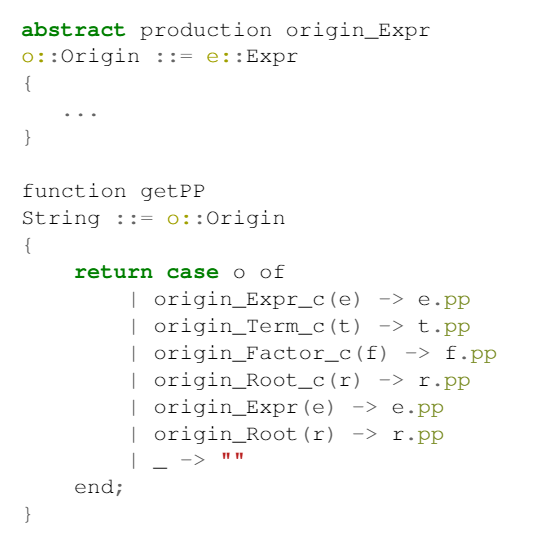 abstract production origin_Expr
o::Origin ::= e::Expr
{
   ...
}

function getPP
String ::= o::Origin
{
    return case o of
        | origin_Expr_c(e) -> e.pp
        | origin_Term_c(t) -> t.pp
        | origin_Factor_c(f) -> f.pp
        | origin_Root_c(r) -> r.pp
        | origin_Expr(e) -> e.pp
        | origin_Root(r) -> r.pp
        | _ -> ""
    end;
}